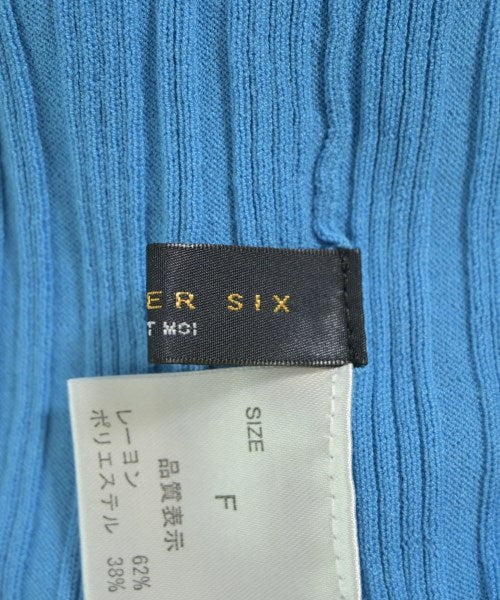 ER SIX
T MOI
SIZE
F
品質表示
レーヨン 62%
ポリエステル 38%